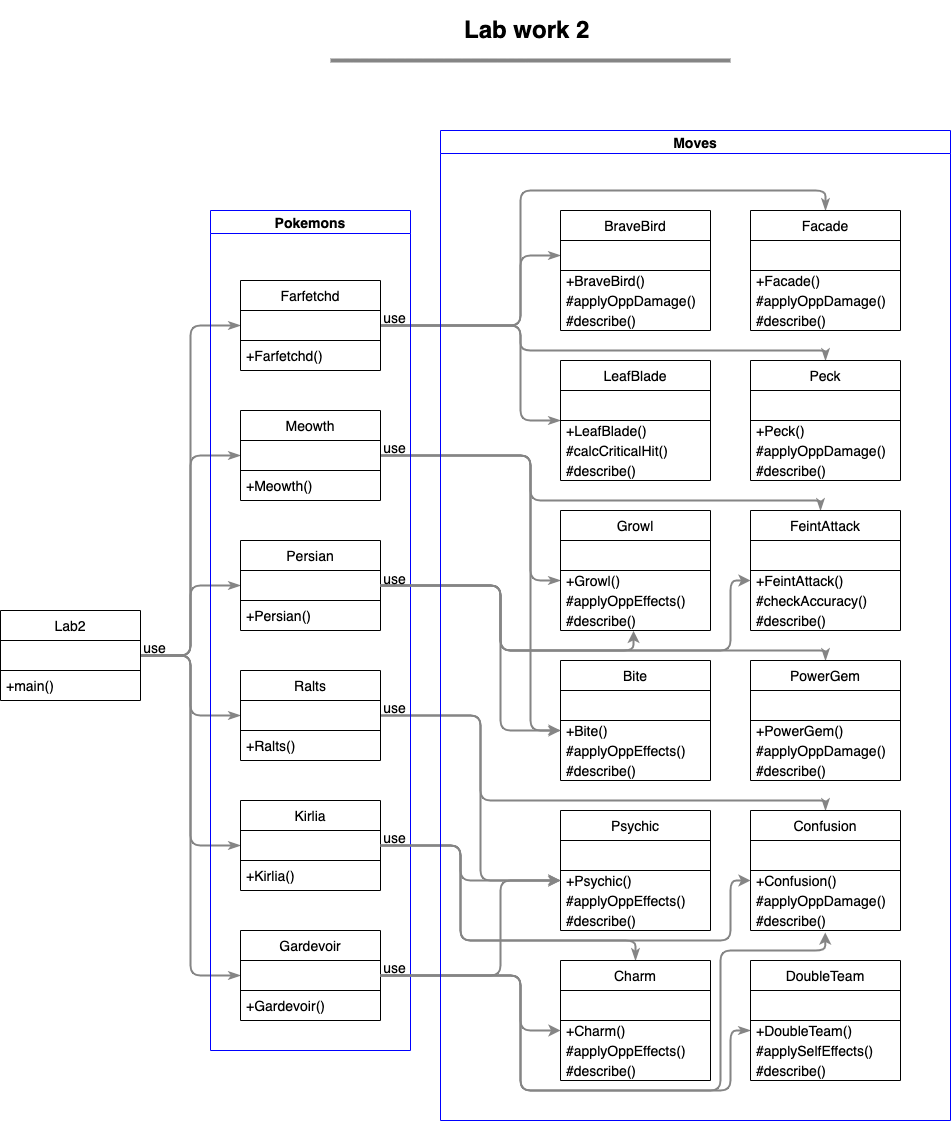 Lab work 2
Moves
Pokemons
BraveBird
+BraveBird()
#applyOppDamage()
#describe()
Facade
+Facade()
#applyOppDamage()
#describe()
Farfetchd
+Farfetchd()
use
LeafBlade
+LeafBlade()
#calcCriticalHit()
#describe()
Peck
+Peck()
#applyOppDamage()
#describe()
Meowth
+Meowth()
use
Growl
+Growl()
#applyOppEffects()
#describe()
FeintAttack
+FeintAttack()
#checkAccuracy()
#describe()
Persian
+Persian()
use
Lab2
+main()
use
Bite
+Bite()
#applyOppEffects()
#describe()
PowerGem
+PowerGem()
#applyOppDamage()
#describe()
Ralts
+Ralts()
use
Psychic
+Psychic()
#applyOppEffects()
#describe()
Confusion
+Confusion()
#applyOppDamage()
#describe()
Kirlia
+Kirlia()
use
Gardevoir
+Gardevoir()
use
Charm
+Charm()
#applyOppEffects()
#describe()
DoubleTeam
+DoubleTeam()
#applySelfEffects()
#describe()